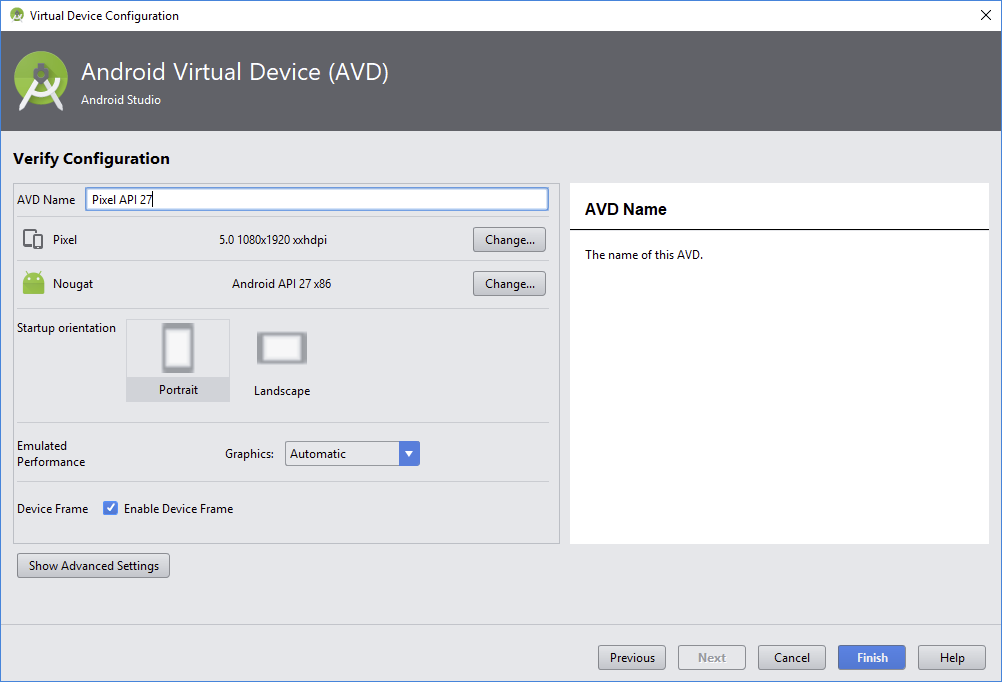 Virtual Device Configuration
Android Virtual Device (AVD)
Android Studio
Verify Configuration
AVD Name Pixel API 27
Pixel 5.0 1080x1920 xxhdpi Change...
Nougat Android API 27 x86 Change...
Startup orientation
Portrait Landscape
Emulated
Performance
Graphics: Automatic
Device Frame Enable Device Frame
Show Advanced Settings
AVD Name
The name of this AVD.
Previous Next Cancel Finish Help